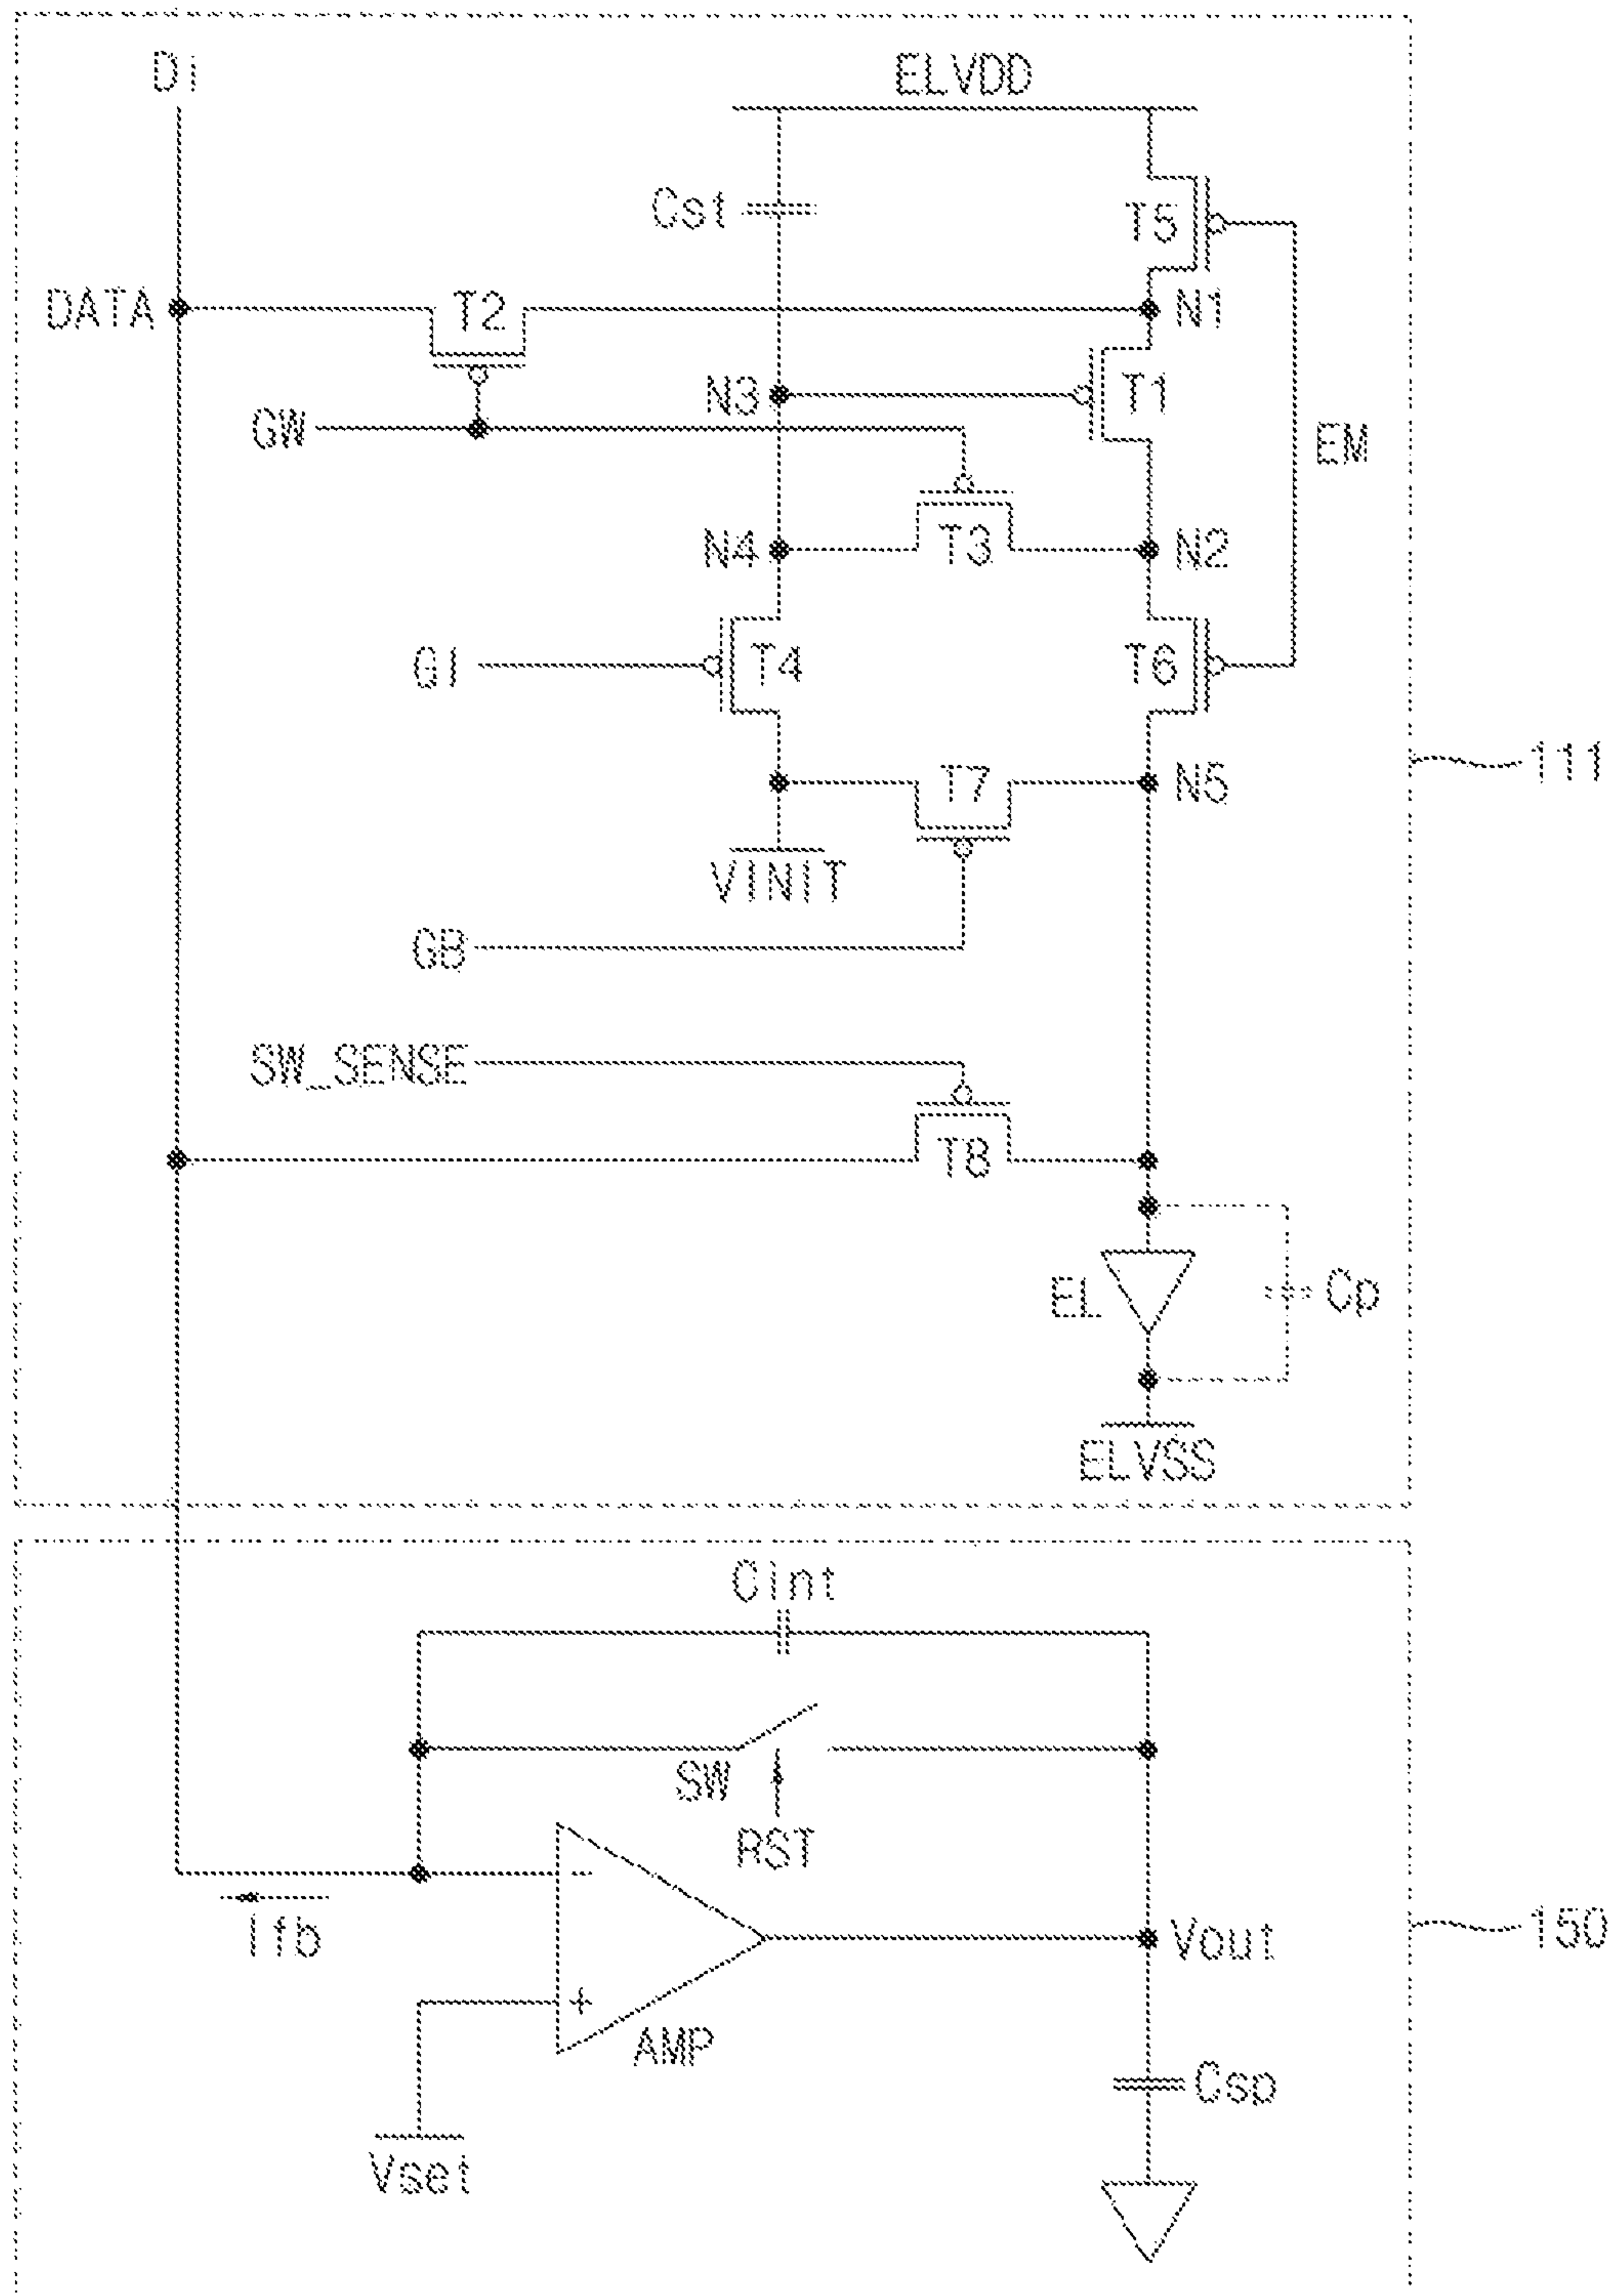 Di
ELVDD
Cst
T5
DATA
T2
N1
N3
T1
GW
EM
N4
T3
N2
GI
T4
T6
T7
N5
111
VINIT
GB
SW_SENSE
T8
EL
Cp
ELVSS
Cint
SW
RST
-
Ifb
Vout
150
+
AMP
Csp
Vset